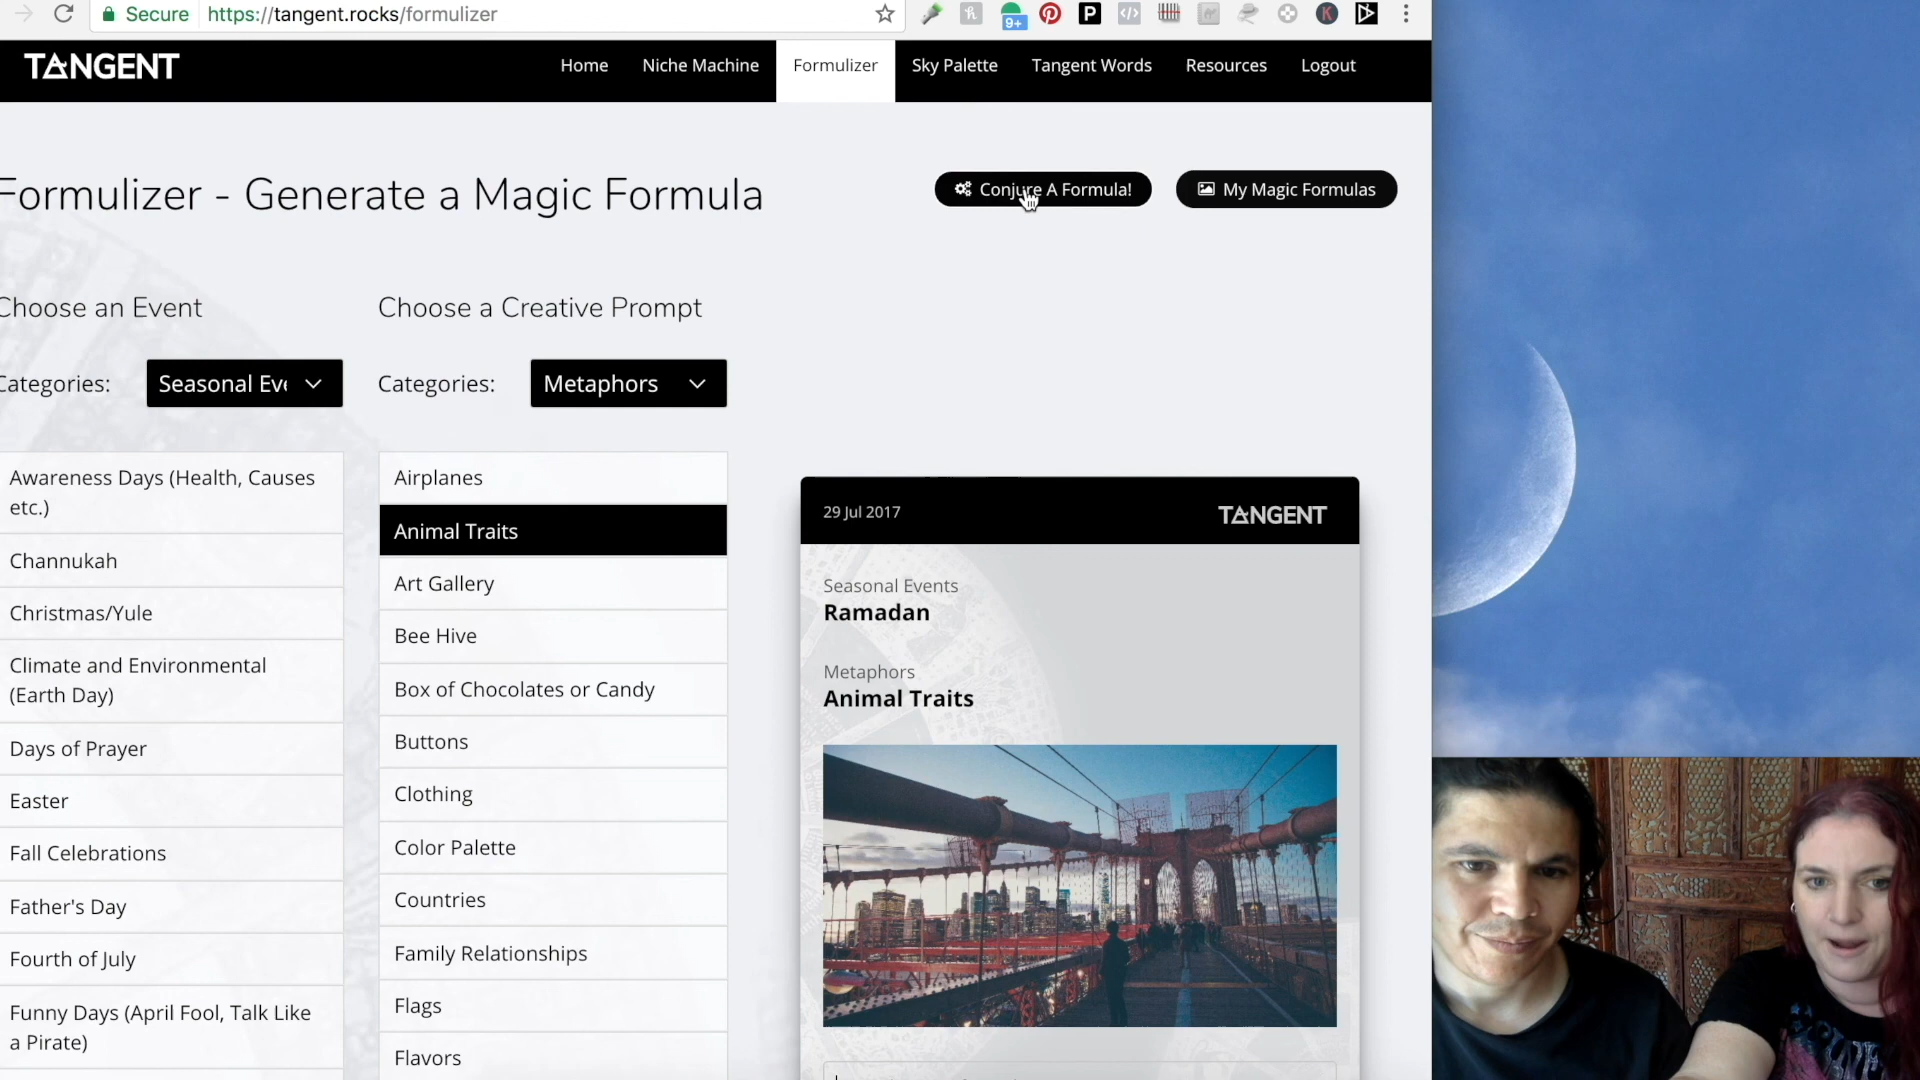 Secure https://tangent.rocks/formulizer
9+
TANGENT
Home Niche Machine Formulizer Sky Palette Tangent Words Resources Logout
Formulizer - Generate a Magic Formula
Conjure A Formula!
My Magic Formulas
Choose an Event
Categories: Seasonal Eve
Awareness Days (Health, Causes
etc.)
Channukah
Christmas/Yule
Climate and Environmental
(Earth Day)
Days of Prayer
Easter
Fall Celebrations
Father's Day
Fourth of July
Funny Days (April Fool, Talk Like
a Pirate)
Choose a Creative Prompt
Categories: Metaphors
Airplanes
Animal Traits
Art Gallery
Bee Hive
Box of Chocolates or Candy
Buttons
Clothing
Color Palette
Countries
Family Relationships
Flags
Flavors
29 Jul 2017
TANGENT
Seasonal Events
Ramadan
Metaphors
Animal Traits